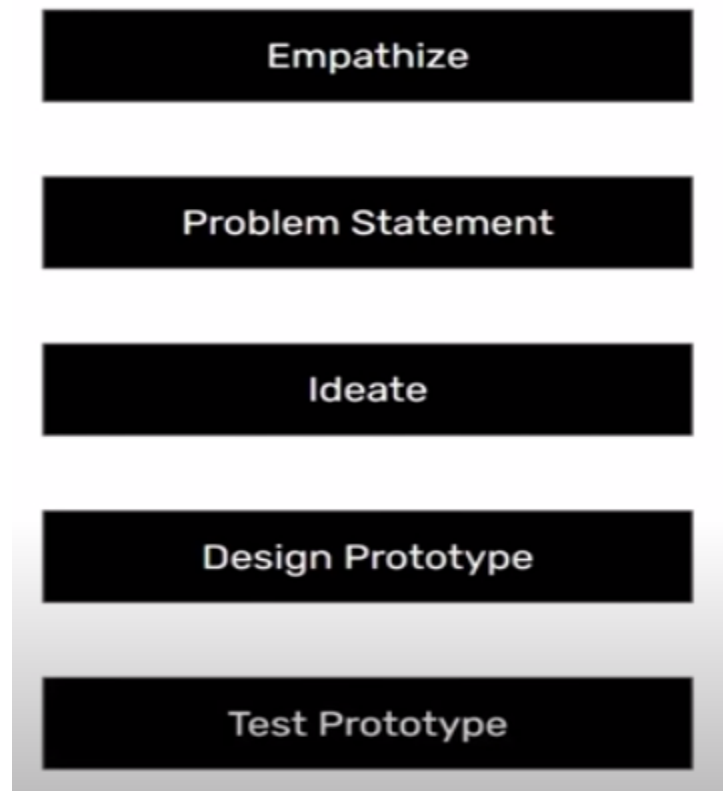 Empathize
Problem Statement
Ideate
Design Prototype
Test Prototype